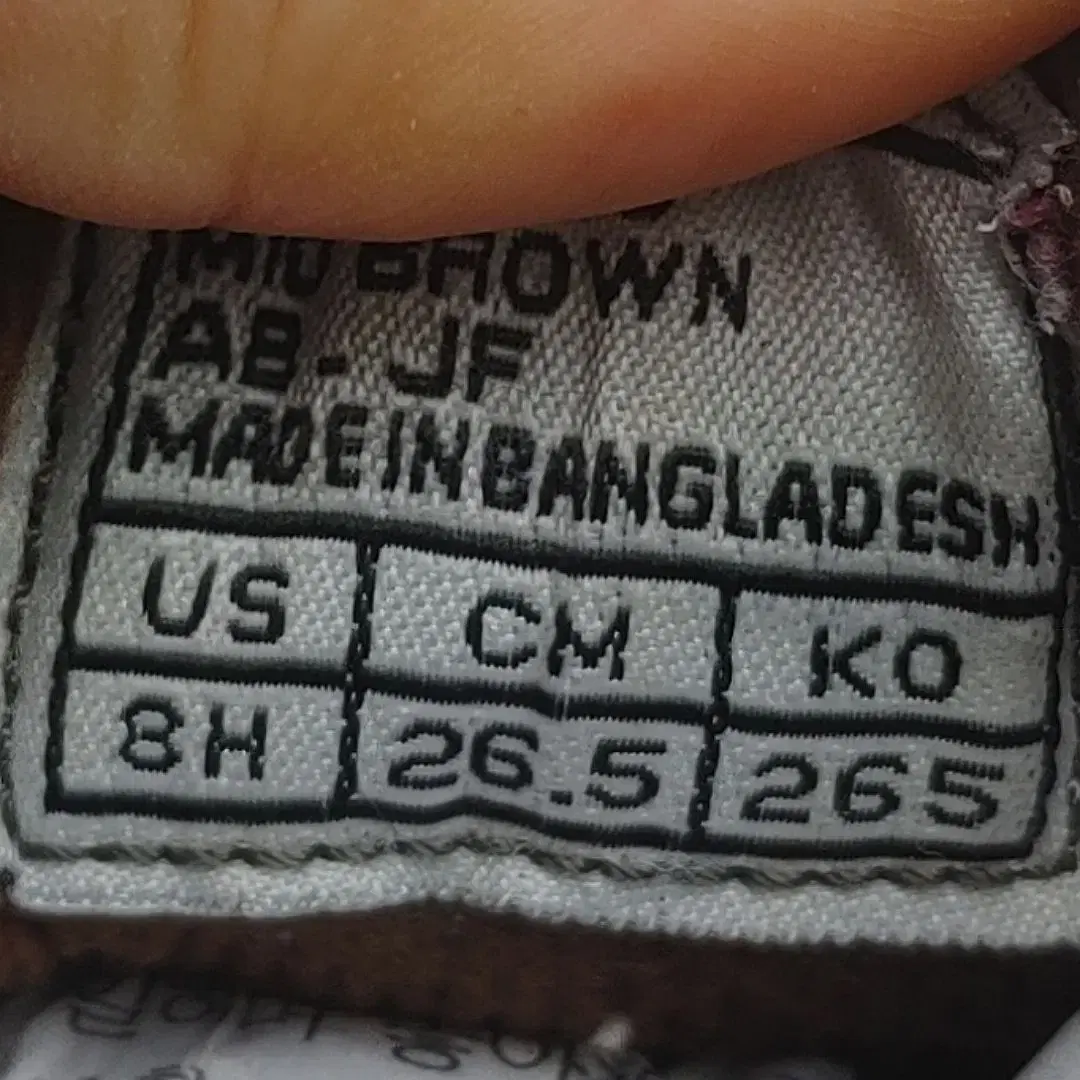 MID BROWN
AB - JF
MADE IN BANGLADESH
US CM KO
8H 26.5 265